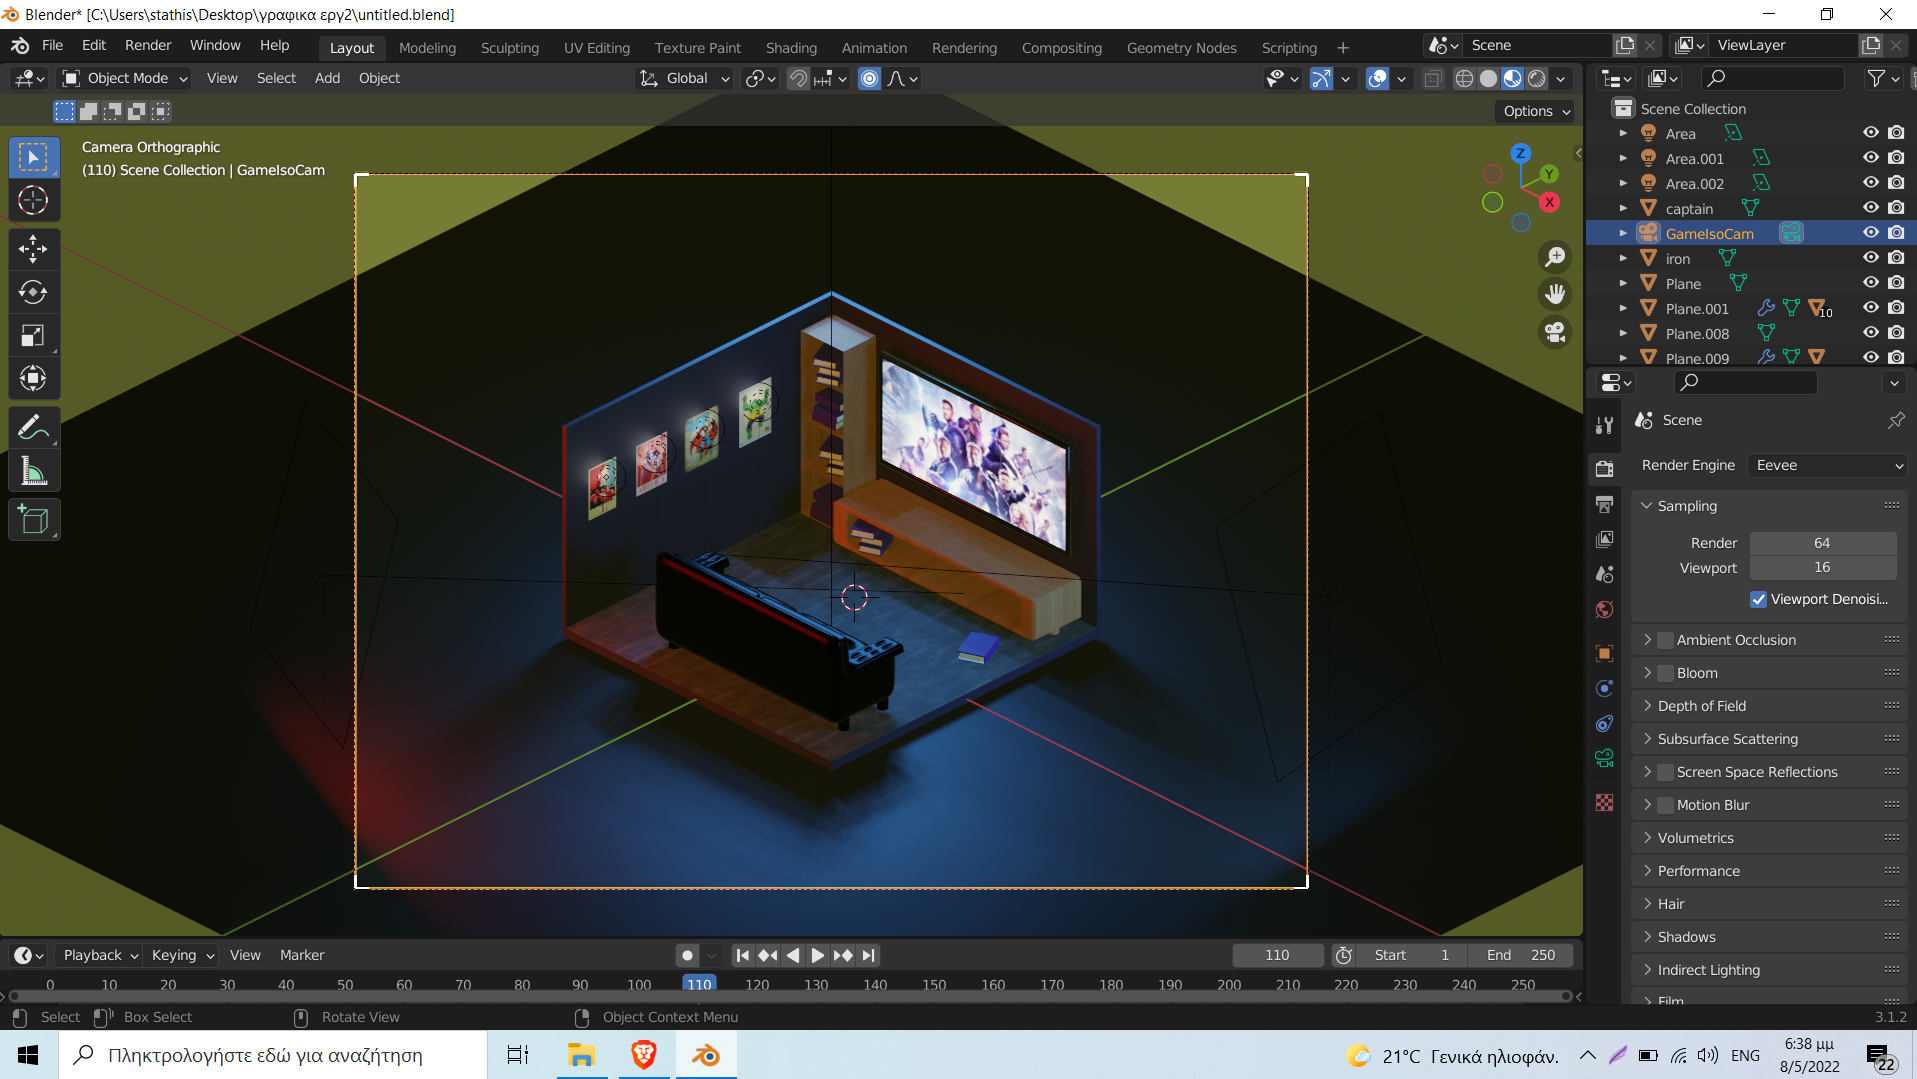 Blender* [C:\Users\stathis\Desktop\γραφικα εργ2\untitled.blend]
File Edit Render Window Help Layout Modeling Sculpting UV Editing Texture Paint Shading Animation Rendering Compositing Geometry Nodes Scripting + Scene ViewLayer
Object Mode View Select Add Object Global
Options
Camera Orthographic
(110) Scene Collection | GameIsoCam
Z
Y
X
Scene Collection
Area
Area.001
Area.002
captain
GameIsoCam
iron
Plane
Plane.001 10
Plane.008
Plane.009
Scene
Render Engine Eevee
Sampling
Render 64
Viewport 16
Viewport Denoisi...
Ambient Occlusion
Bloom
Depth of Field
Subsurface Scattering
Screen Space Reflections
Motion Blur
Volumetrics
Performance
Hair
Shadows
Indirect Lighting
Film
Playback Keying View Marker 110 Start 1 End 250
0 10 20 30 40 50 60 70 80 90 100 110 120 130 140 150 160 170 180 190 200 210 220 230 240 250
Select Box Select Rotate View Object Context Menu 3.1.2
Πληκτρολογήστε εδώ για αναζήτηση 21°C Γενικά ηλιοφάν. ENG 6:38 μμ
8/5/2022 22